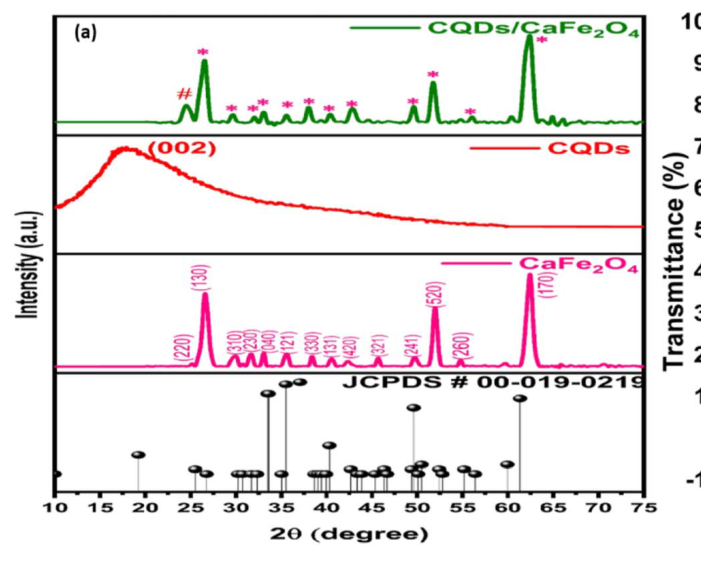 (a)
CQDs/CaFe₂O₄
#
* * * * * * * * * * * *
(002)
CQDs
CaFe₂O₄
(220)
(130)
(310)
(230)
(040)
(121)
(330)
(131)
(420)
(321)
(241)
(520)
(260)
(170)
JCPDS # 00-019-0219
Intensity (a.u.)
10 15 20 25 30 35 40 45 50 55 60 65 70 75
2θ (degree)
Transmittance (%)